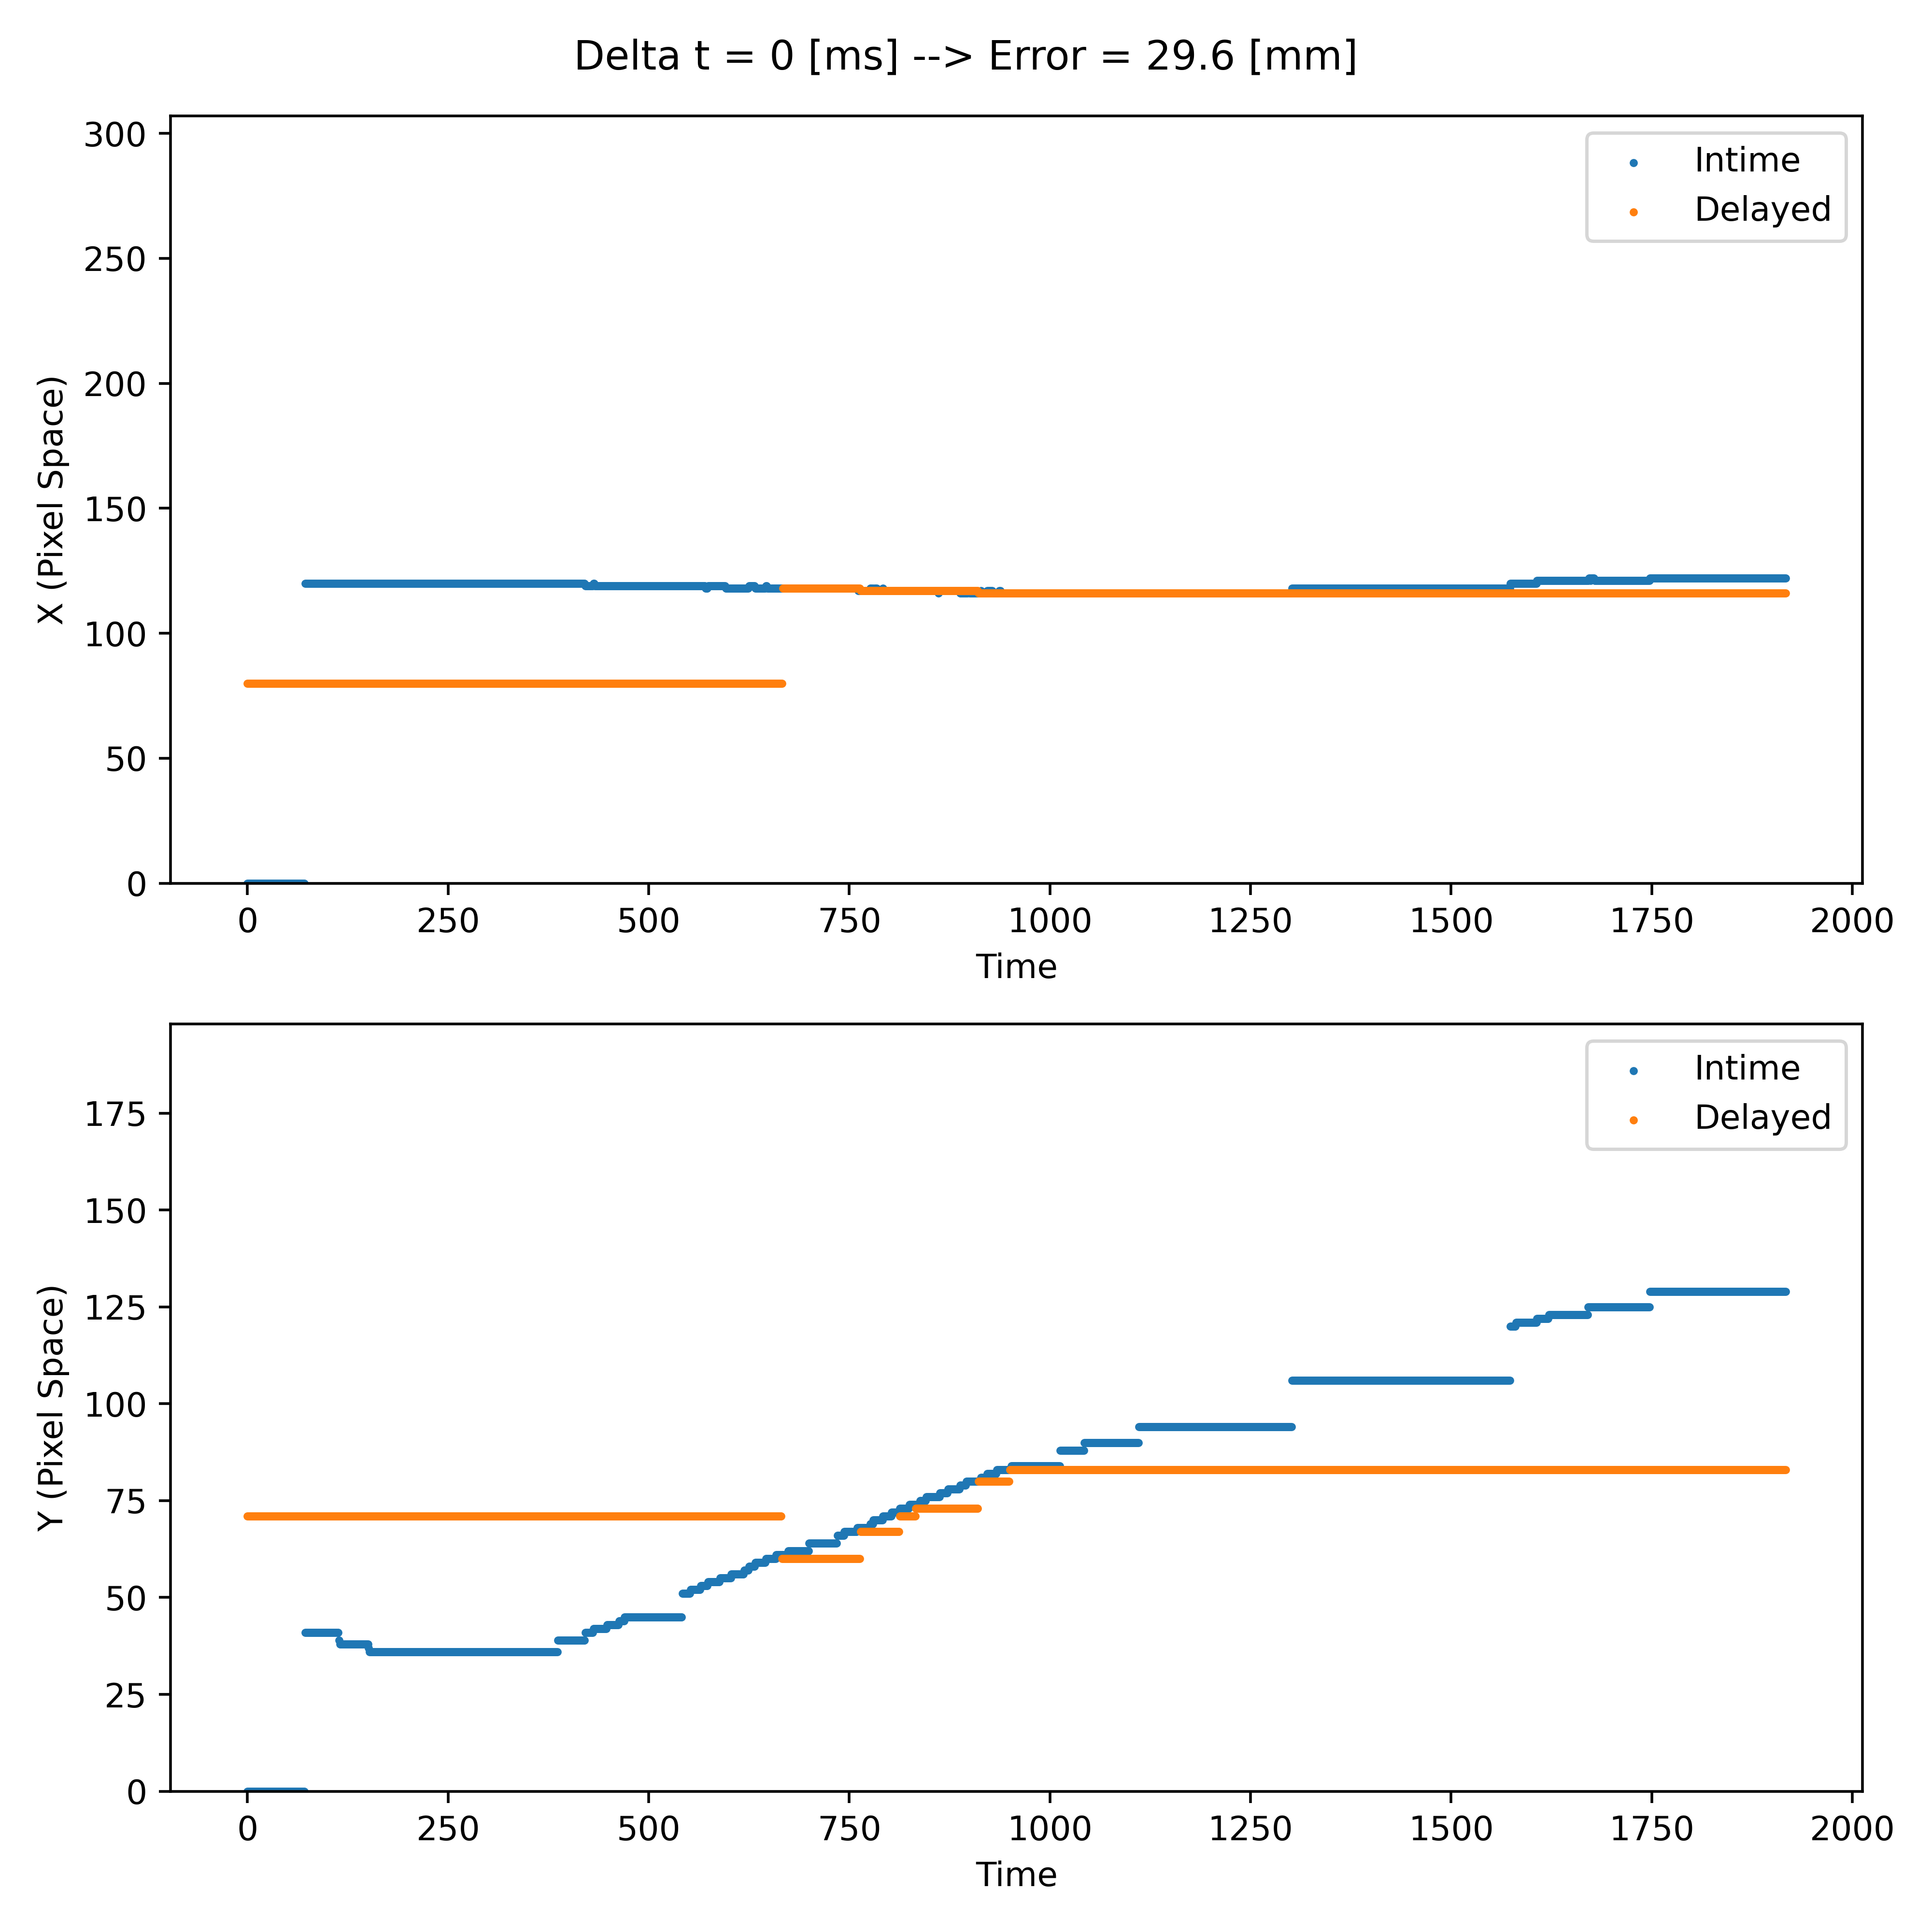 Delta t = 0 [ms] --> Error = 29.6 [mm]
300
250
200
150
100
50
0
X (Pixel Space)
Intime
Delayed
0 250 500 750 1000 1250 1500 1750 2000
Time
175
150
125
100
75
50
25
0
Y (Pixel Space)
Intime
Delayed
0 250 500 750 1000 1250 1500 1750 2000
Time